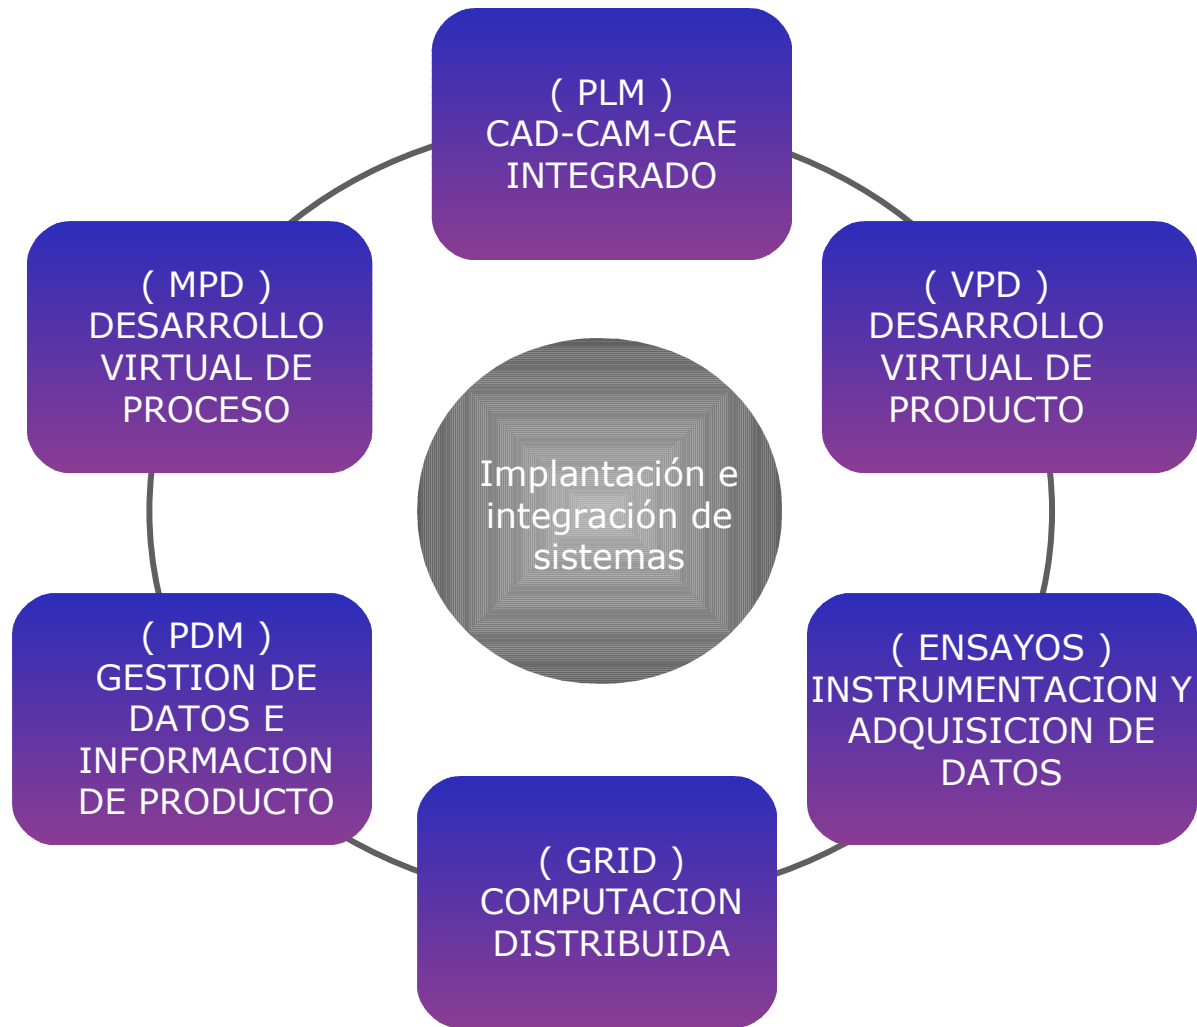 ( PLM )
CAD-CAM-CAE
INTEGRADO
( MPD )
DESARROLLO
VIRTUAL DE
PROCESO
( VPD )
DESARROLLO
VIRTUAL DE
PRODUCTO
Implantación e
integración de
sistemas
( PDM )
GESTION DE
DATOS E
INFORMACION
DE PRODUCTO
( ENSAYOS )
INSTRUMENTACION Y
ADQUISICION DE
DATOS
( GRID )
COMPUTACION
DISTRIBUIDA